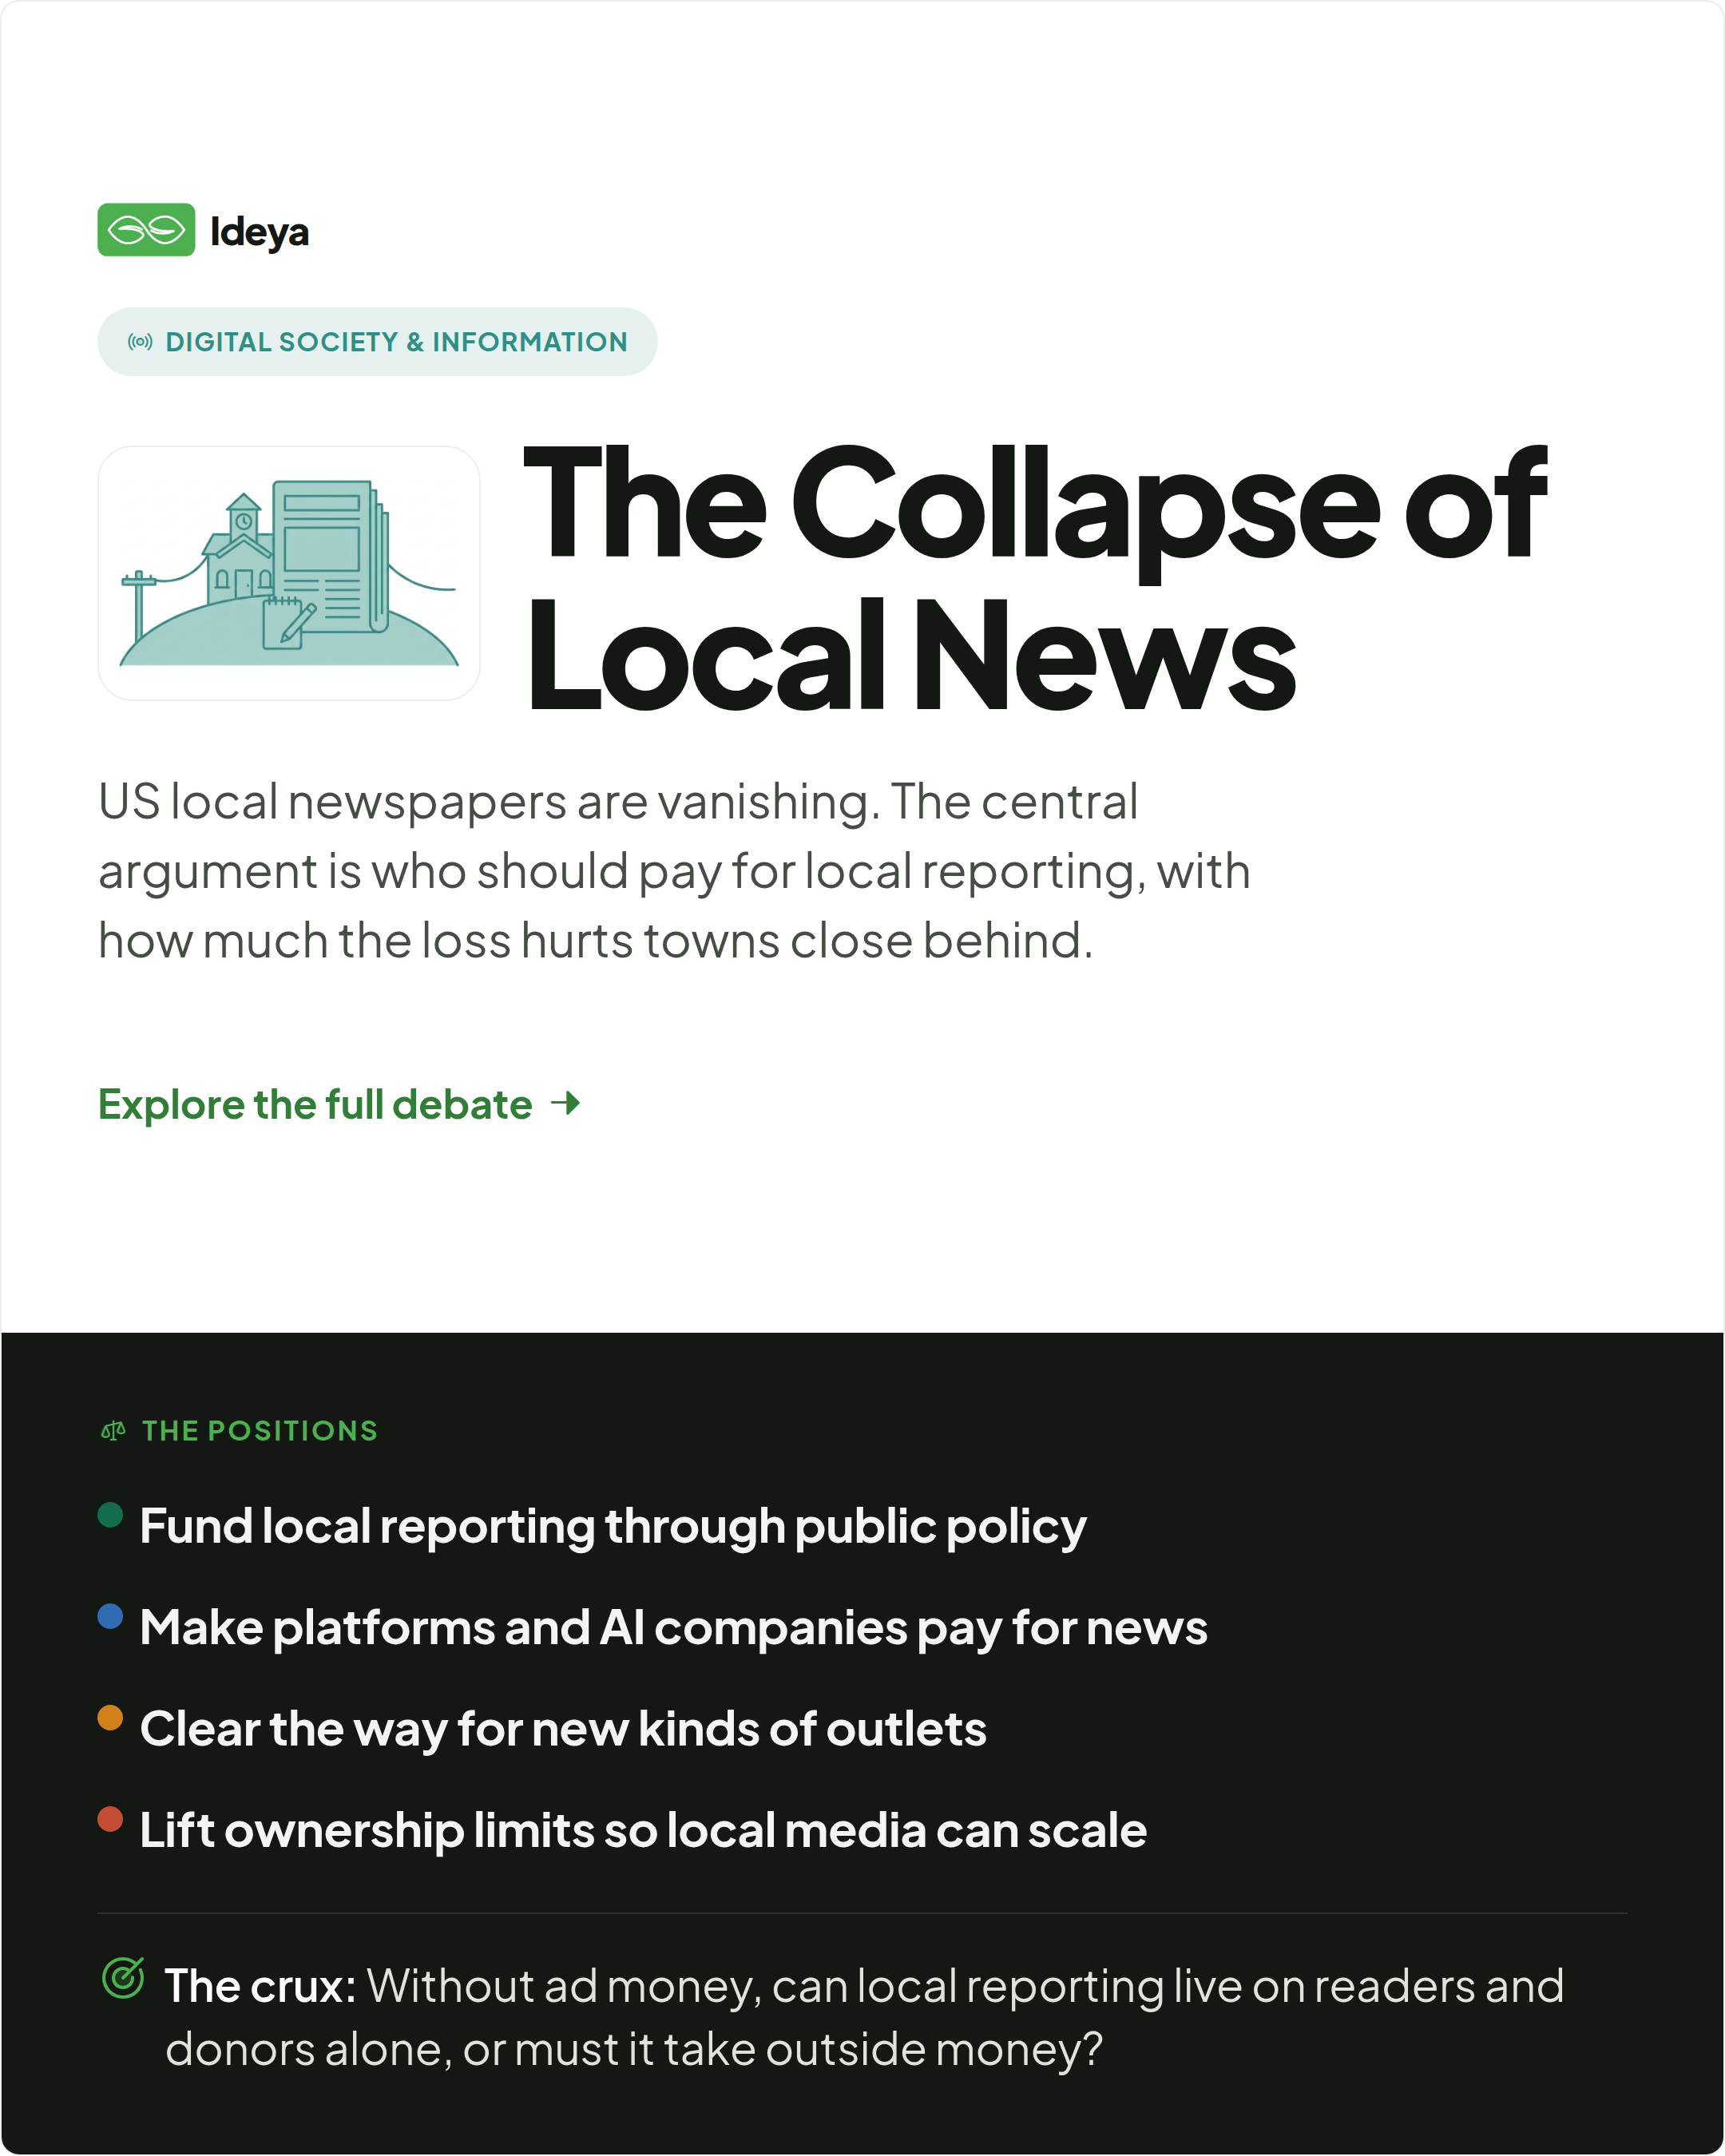 Ideya
DIGITAL SOCIETY & INFORMATION
The Collapse of
Local News
US local newspapers are vanishing. The central
argument is who should pay for local reporting, with
how much the loss hurts towns close behind.
Explore the full debate
THE POSITIONS
Fund local reporting through public policy
Make platforms and AI companies pay for news
Clear the way for new kinds of outlets
Lift ownership limits so local media can scale
The crux: Without ad money, can local reporting live on readers and
donors alone, or must it take outside money?